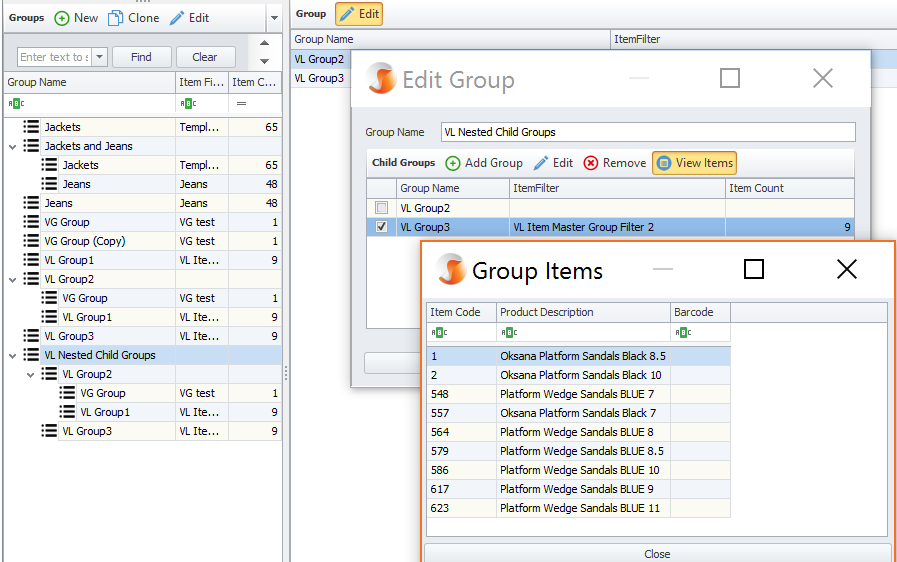 Groups New Clone Edit
Enter text to s Find Clear
Group Name Item Fi... Item C...
ABC ABC =
Jackets Templ... 65
Jackets and Jeans
Jackets Templ... 65
Jeans Jeans 48
Jeans Jeans 48
VG Group VG test 1
VG Group (Copy) VG test 1
VL Group1 VL Ite... 9
VL Group2
VG Group VG test 1
VL Group1 VL Ite... 9
VL Group3 VL Ite... 9
VL Nested Child Groups
VL Group2
VG Group VG test 1
VL Group1 VL Ite... 9
VL Group3 VL Ite... 9
Group Edit
Group Name ItemFilter
VL Group2
VL Group3
Edit Group
Group Name VL Nested Child Groups
Child Groups Add Group Edit Remove View Items
Group Name ItemFilter Item Count
VL Group2
VL Group3 VL Item Master Group Filter 2 9
Group Items
Item Code Product Description Barcode
ABC ABC ABC
1 Oksana Platform Sandals Black 8.5
2 Oksana Platform Sandals Black 10
548 Platform Wedge Sandals BLUE 7
557 Oksana Platform Sandals Black 7
564 Platform Wedge Sandals BLUE 8
579 Platform Wedge Sandals BLUE 8.5
586 Platform Wedge Sandals BLUE 10
617 Platform Wedge Sandals BLUE 9
623 Platform Wedge Sandals BLUE 11
Close